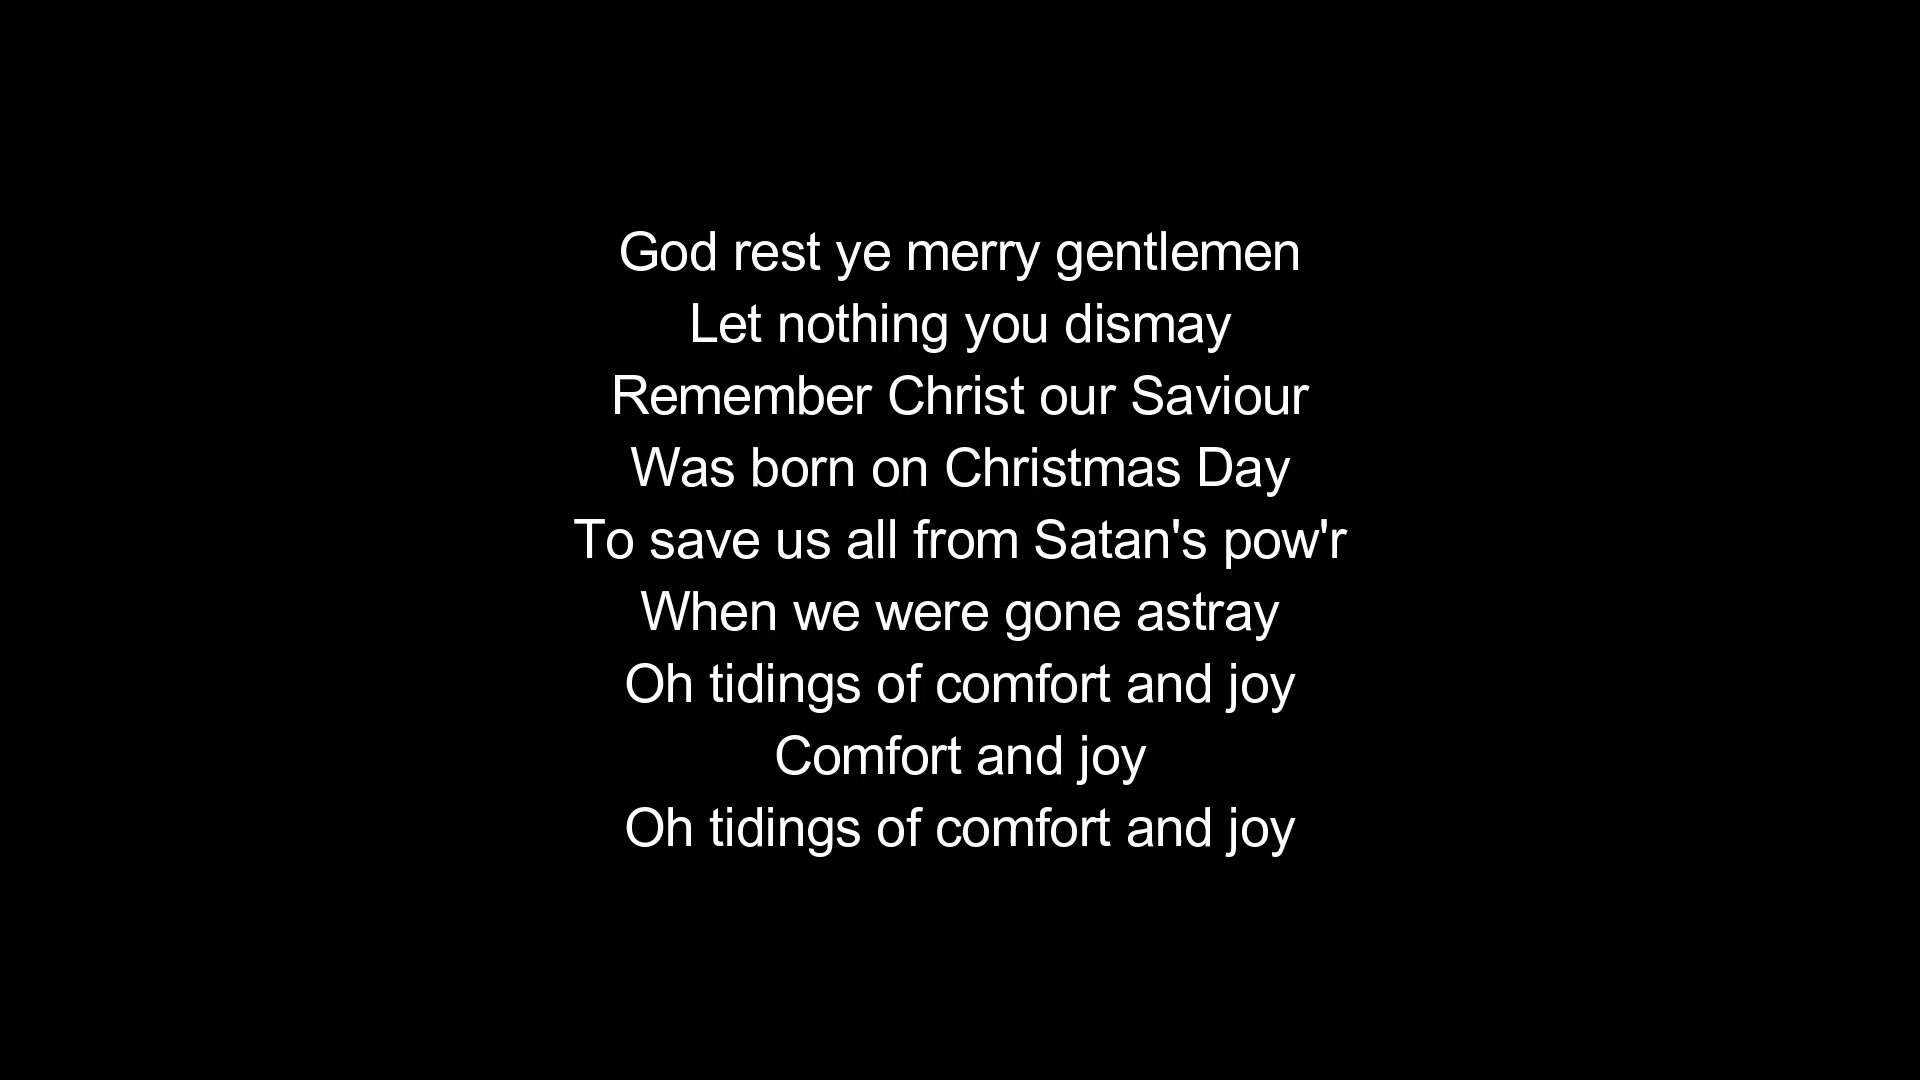 God rest ye merry gentlemen
Let nothing you dismay
Remember Christ our Saviour
Was born on Christmas Day
To save us all from Satan's pow'r
When we were gone astray
Oh tidings of comfort and joy
Comfort and joy
Oh tidings of comfort and joy